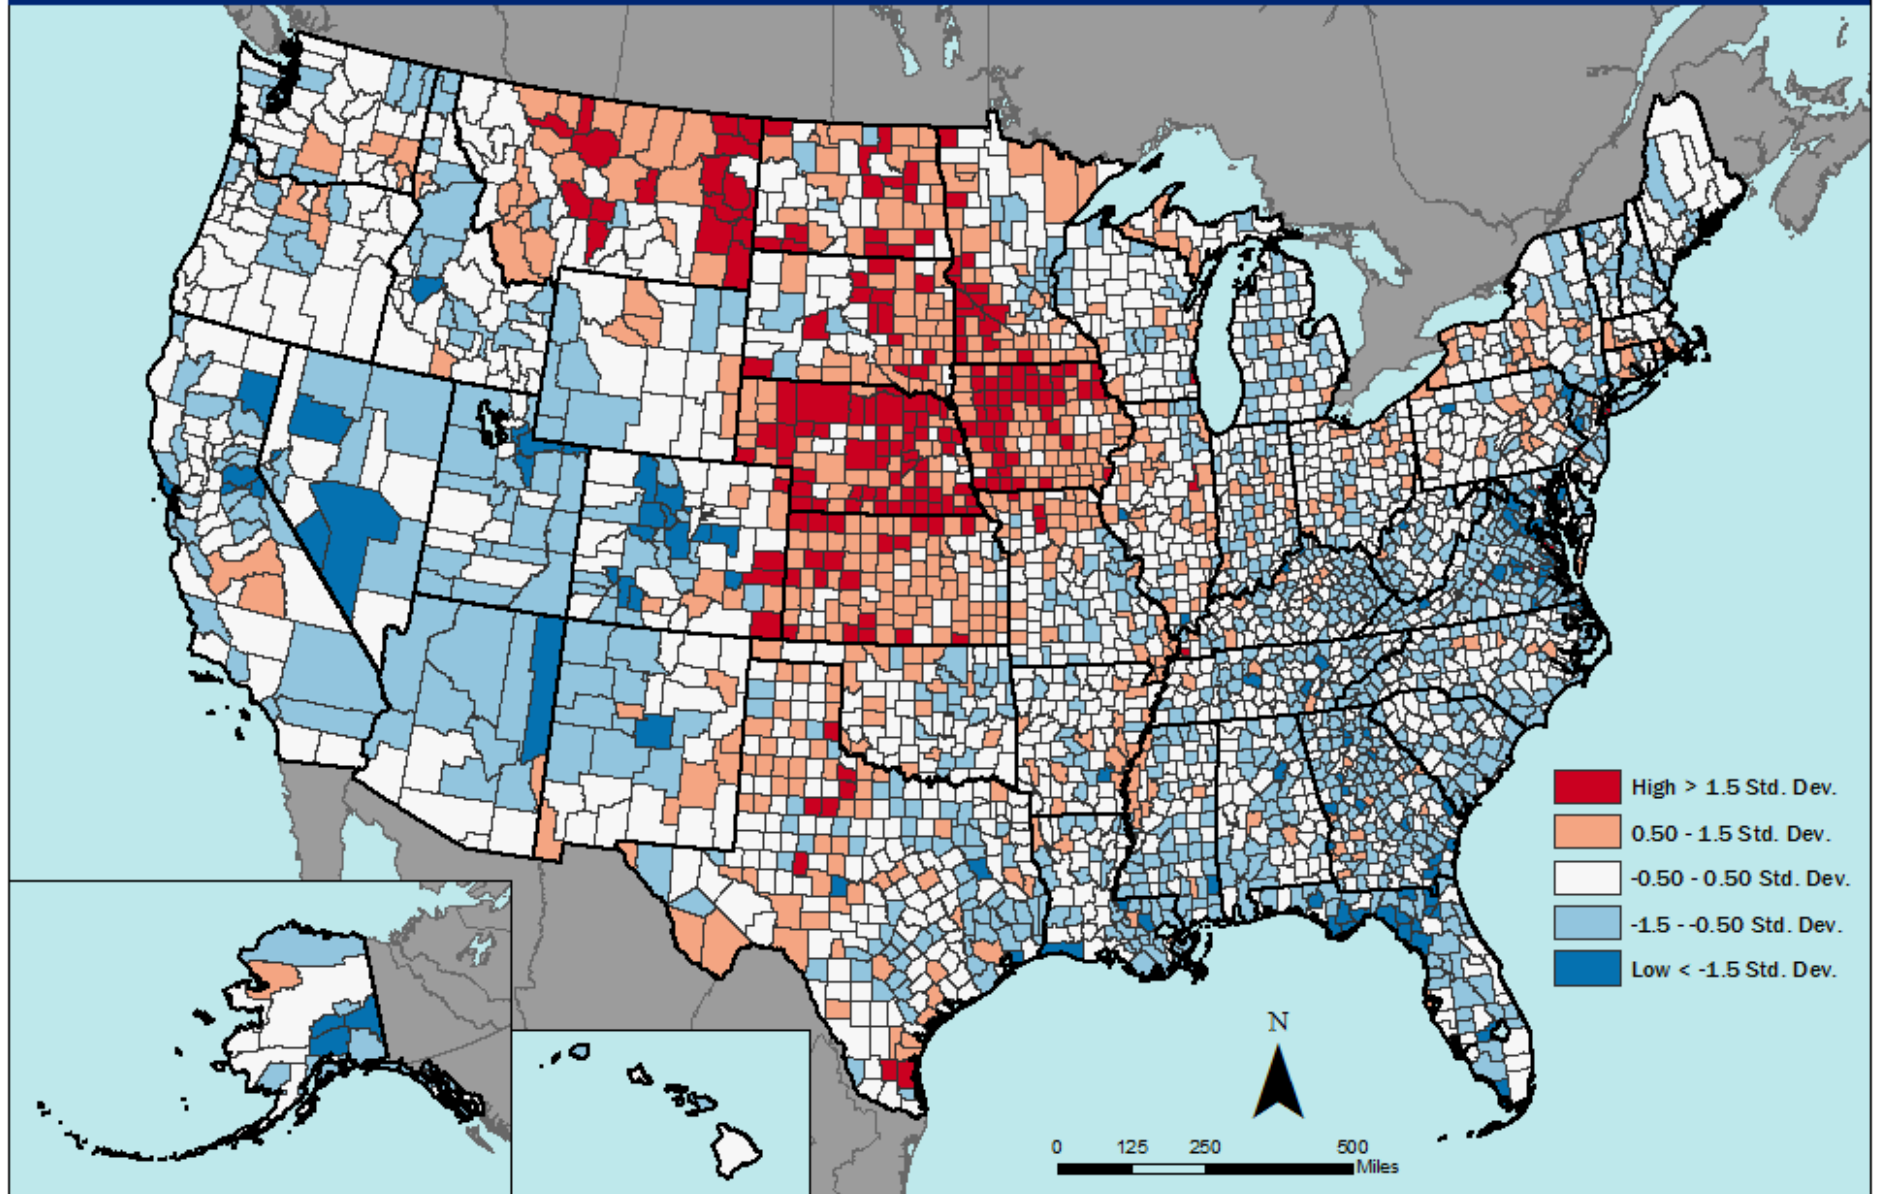 High > 1.5 Std. Dev.
0.50 - 1.5 Std. Dev.
-0.50 - 0.50 Std. Dev.
-1.5 - -0.50 Std. Dev.
Low < -1.5 Std. Dev.
N
0 125 250 500
Miles